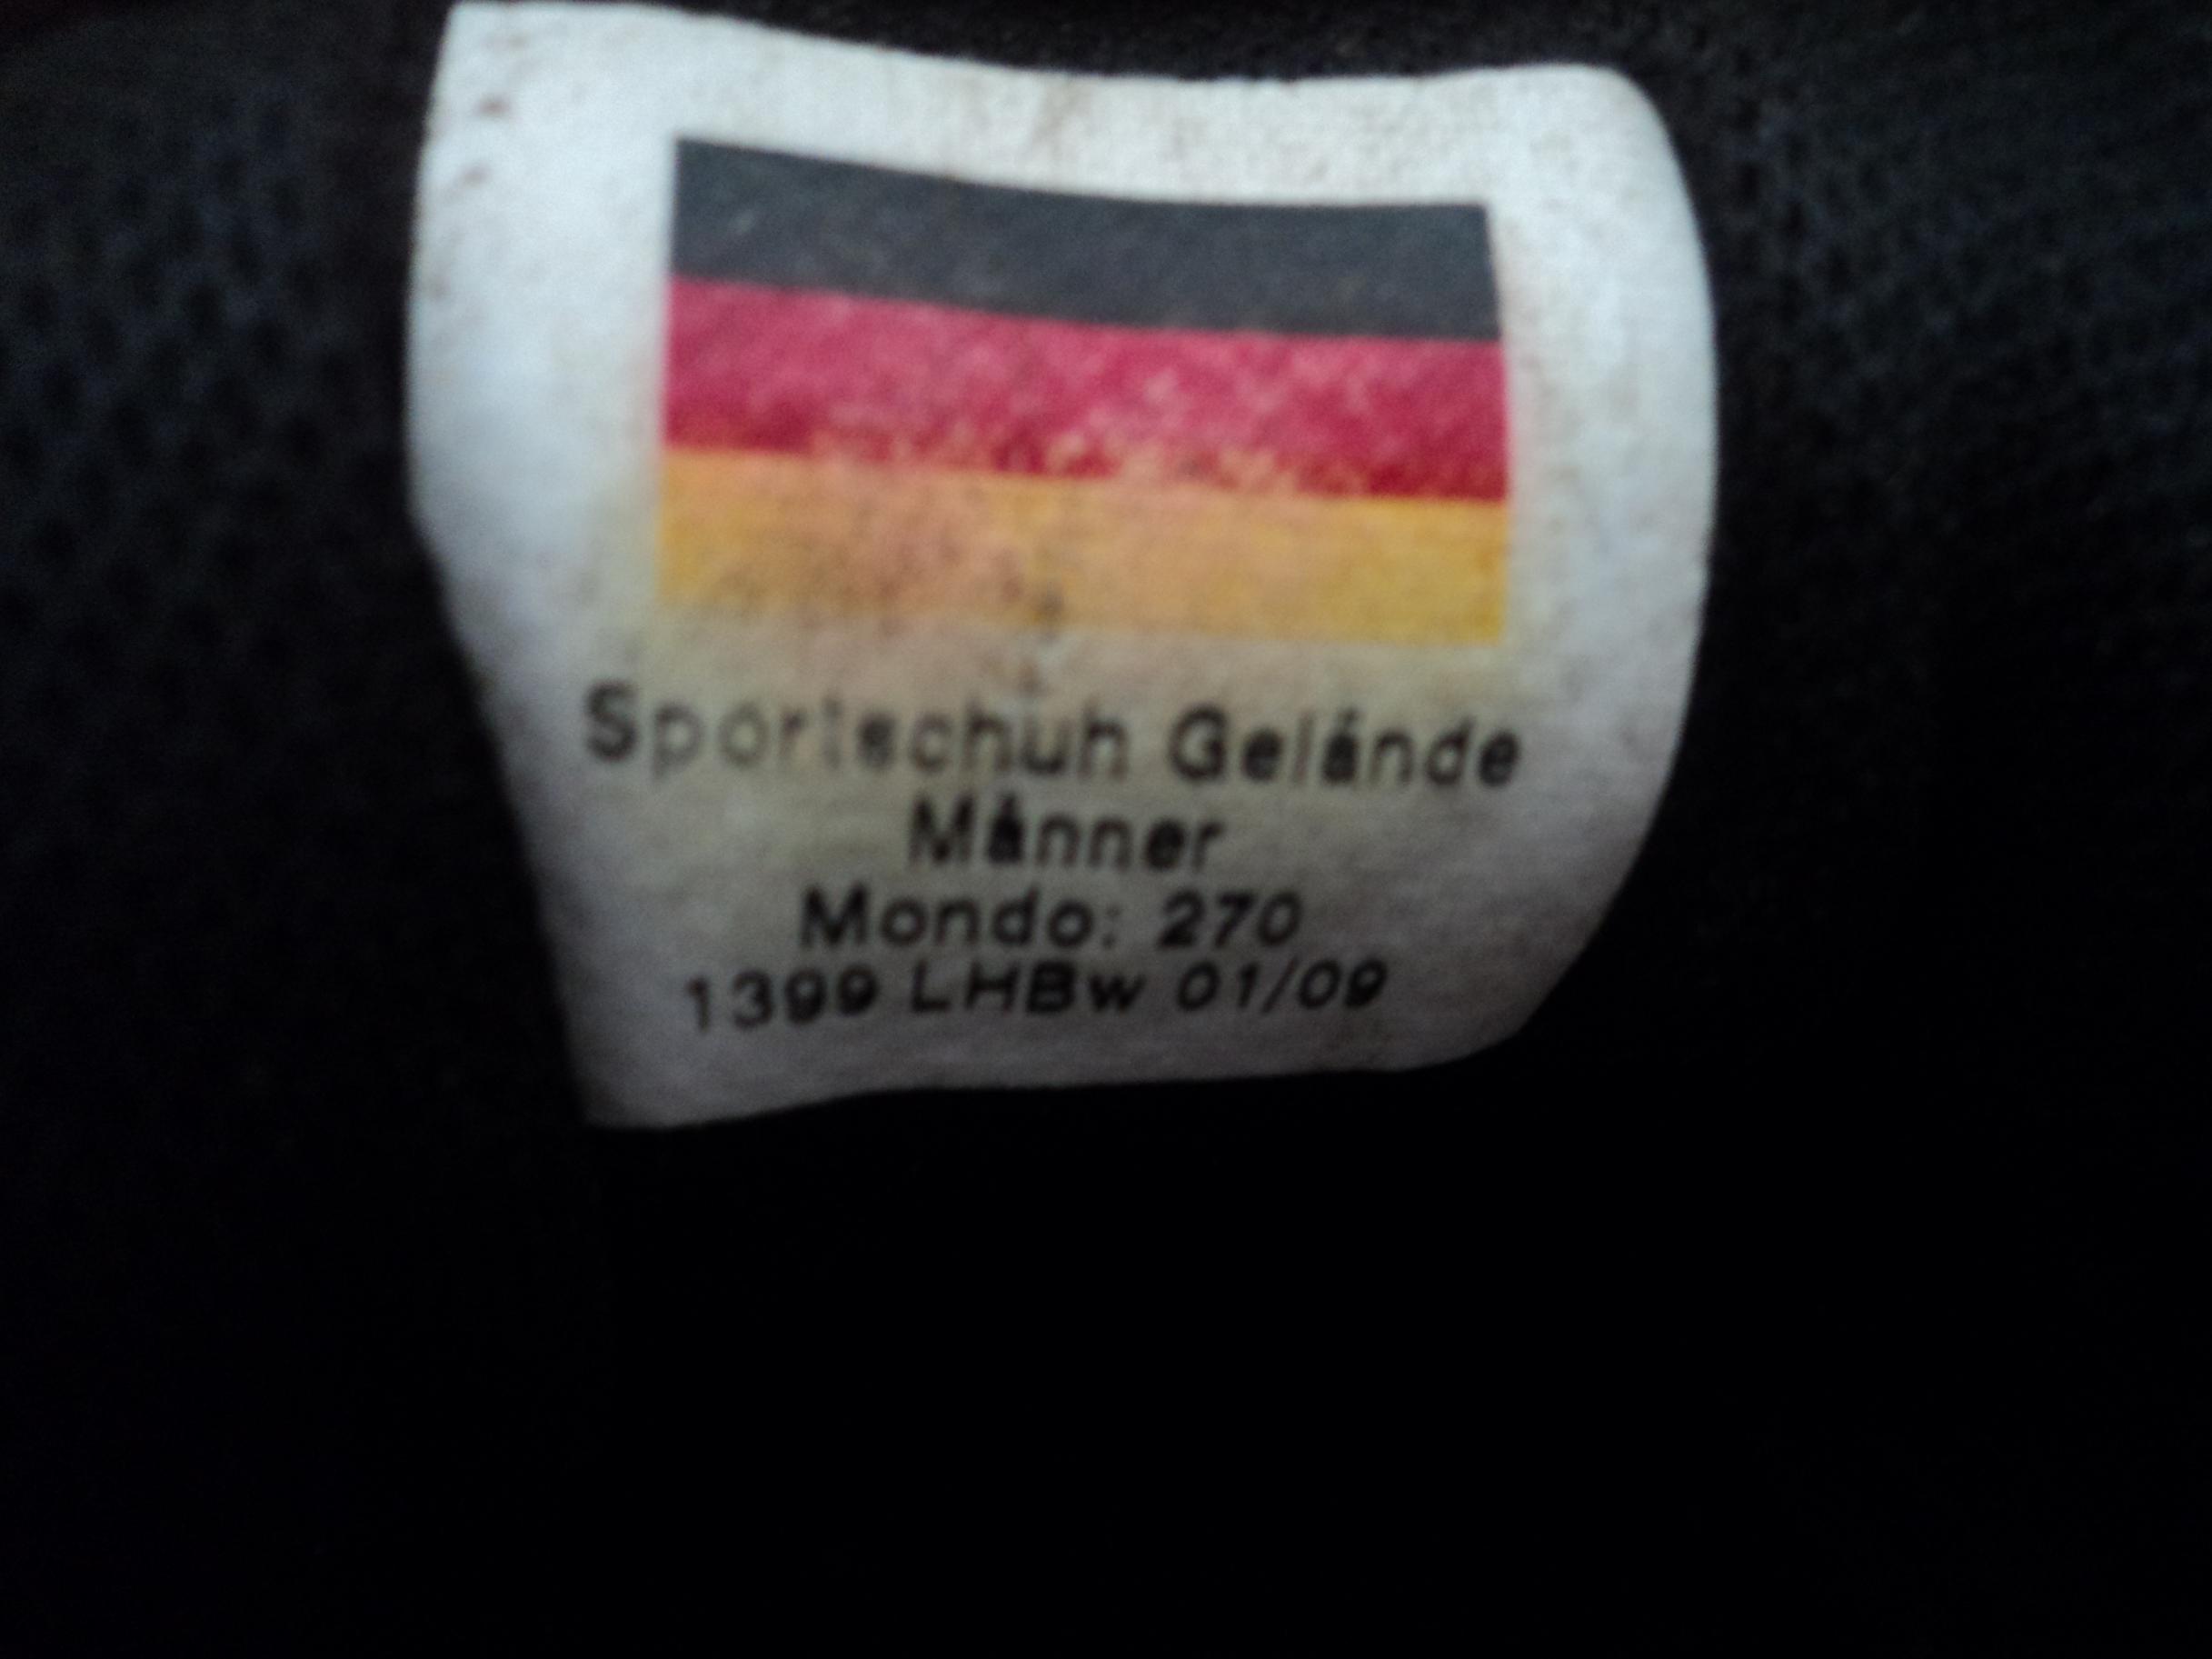 Sportschuh Gelände
Männer
Mondo: 270
1399 LHBw 01/09